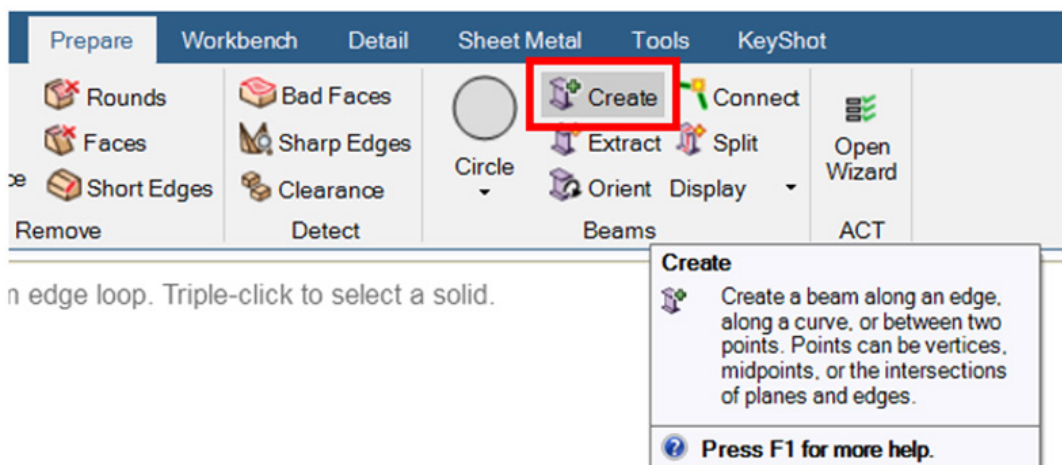 Prepare Workbench Detail Sheet Metal Tools KeyShot
Rounds Bad Faces Create Connect
Faces Sharp Edges Extract Split
Short Edges Clearance Orient Display
Circle
Open
Wizard
Remove Detect Beams ACT
edge loop. Triple-click to select a solid.
Create
Create a beam along an edge,
along a curve, or between two
points. Points can be vertices,
midpoints, or the intersections
of planes and edges.
Press F1 for more help.